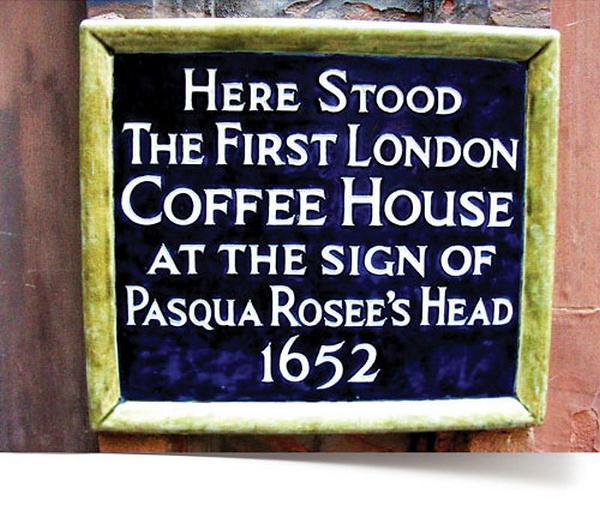 HERE STOOD
THE FIRST LONDON
COFFEE HOUSE
AT THE SIGN OF
PASQUA ROSEE'S HEAD
1652